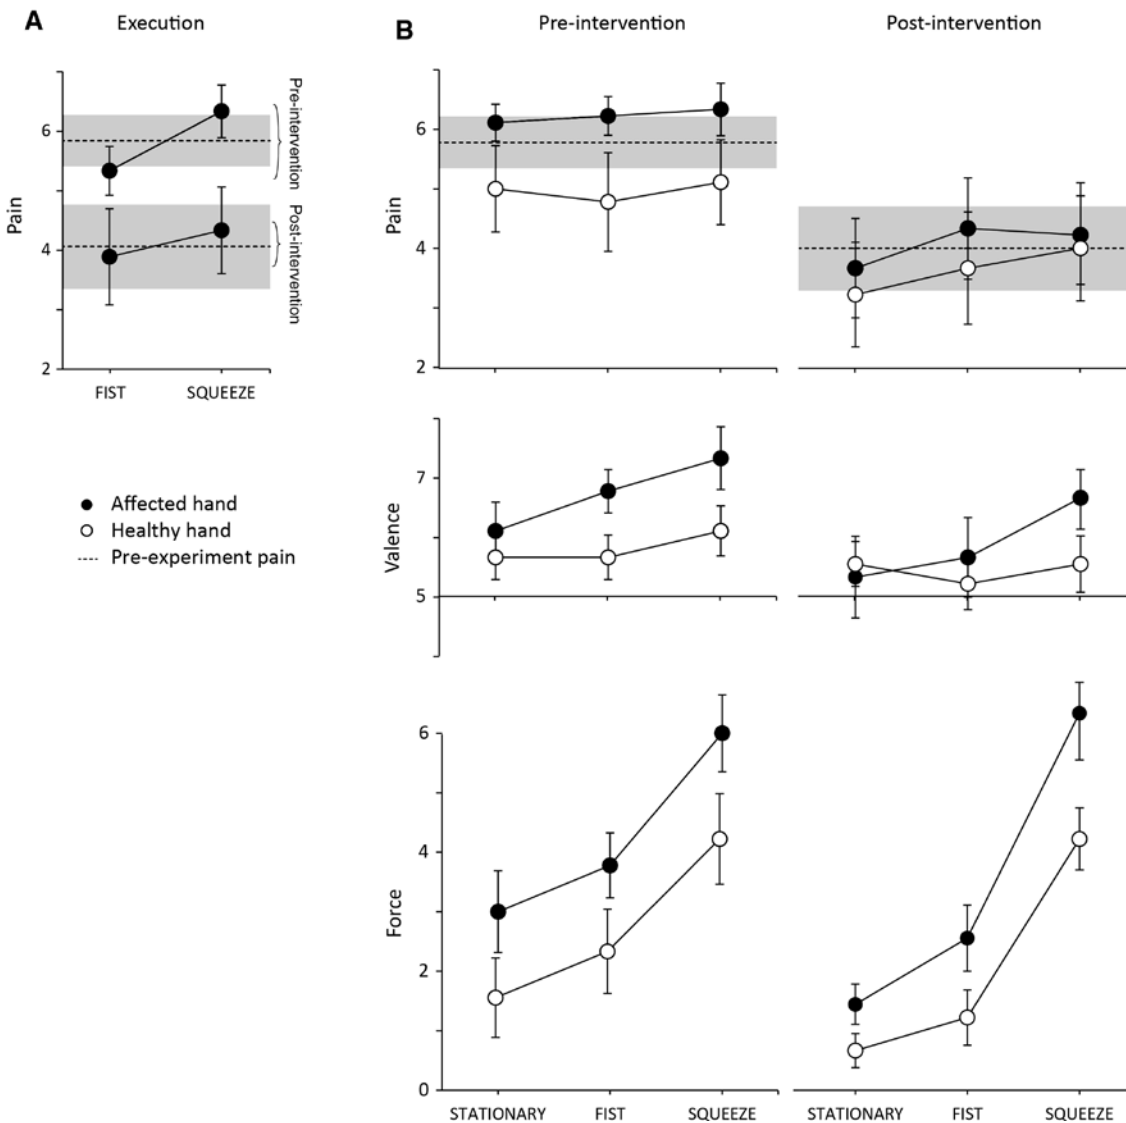 A
Execution
Pain
6
4
2
Pre-intervention
Post-intervention
FIST
SQUEEZE
Affected hand
Healthy hand
Pre-experiment pain
B
Pre-intervention
Post-intervention
Pain
6
4
2
Valence
7
5
Force
6
4
2
0
STATIONARY
FIST
SQUEEZE
STATIONARY
FIST
SQUEEZE